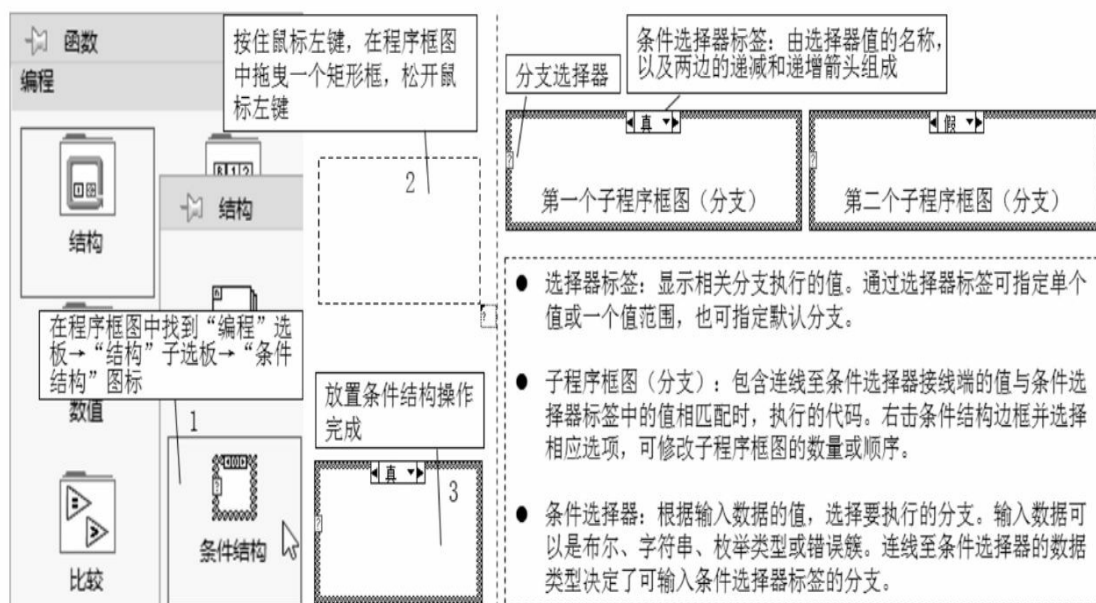 函数
编程
结构
结构
在程序框图中找到“编程”选
板→“结构”子选板→“条件
结构”图标
数值
1
条件结构
比较
按住鼠标左键，在程序框图
中拖曳一个矩形框，松开鼠
标左键
2
?
放置条件结构操作
完成
真
3
?
分支选择器
条件选择器标签：由选择器值的名称，
以及两边的递减和递增箭头组成
真
?
第一个子程序框图（分支）
假
?
第二个子程序框图（分支）
● 选择器标签：显示相关分支执行的值。通过选择器标签可指定单个
值或一个值范围，也可指定默认分支。
● 子程序框图（分支）：包含连线至条件选择器接线端的值与条件选
择器标签中的值相匹配时，执行的代码。右击条件结构边框并选择
相应选项，可修改子程序框图的数量或顺序。
● 条件选择器：根据输入数据的值，选择要执行的分支。输入数据可
以是布尔、字符串、枚举类型或错误簇。连线至条件选择器的数据
类型决定了可输入条件选择器标签的分支。